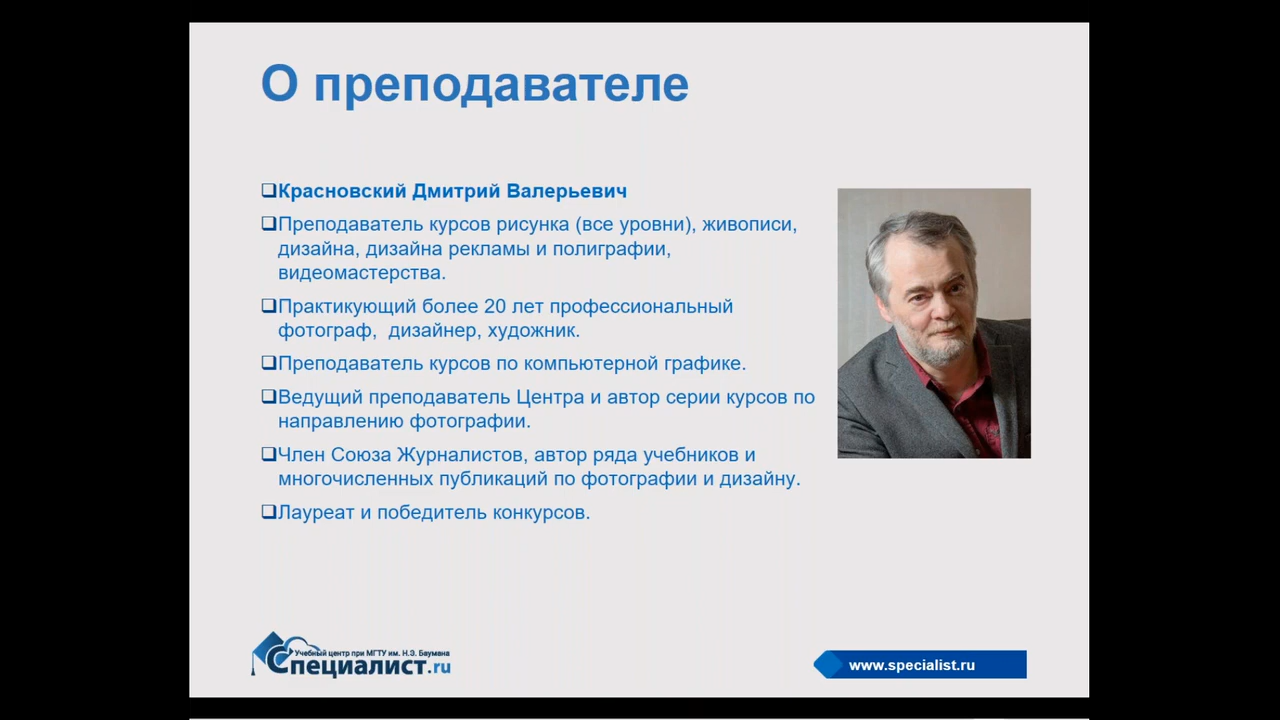 О преподавателе
❑Красновский Дмитрий Валерьевич
❑Преподаватель курсов рисунка (все уровни), живописи,
дизайна, дизайна рекламы и полиграфии,
видеомастерства.
❑Практикующий более 20 лет профессиональный
фотограф, дизайнер, художник.
❑Преподаватель курсов по компьютерной графике.
❑Ведущий преподаватель Центра и автор серии курсов по
направлению фотографии.
❑Член Союза Журналистов, автор ряда учебников и
многочисленных публикаций по фотографии и дизайну.
❑Лауреат и победитель конкурсов.
Учебный центр при МГТУ им. Н.Э. Баумана
Специалист.ru
www.specialist.ru